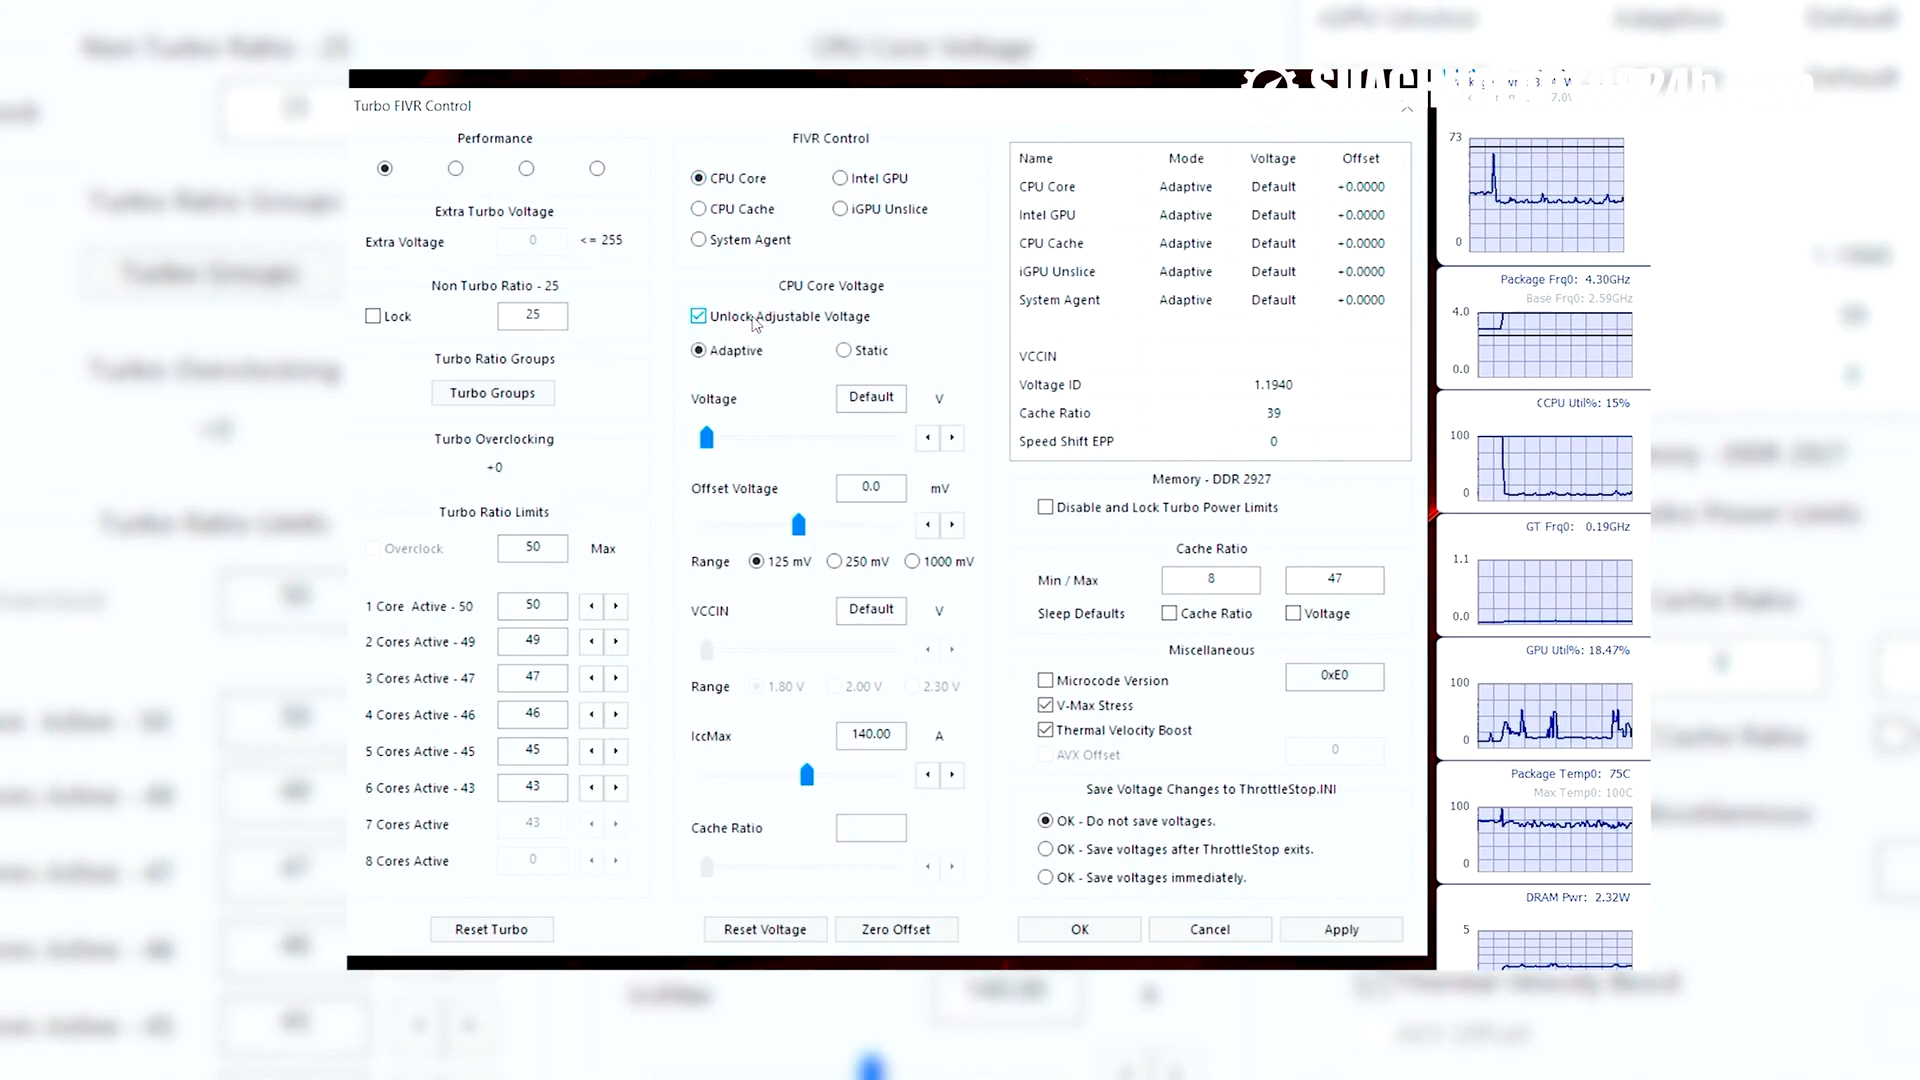 Turbo FIVR Control
Performance
Extra Turbo Voltage
Extra Voltage 0 <= 255
Non Turbo Ratio - 25
Lock 25
Turbo Ratio Groups
Turbo Groups
Turbo Overclocking
+0
Turbo Ratio Limits
Overclock 50 Max
1 Core Active - 50 50
2 Cores Active - 49 49
3 Cores Active - 47 47
4 Cores Active - 46 46
5 Cores Active - 45 45
6 Cores Active - 43 43
7 Cores Active 43
8 Cores Active 0
Reset Turbo
FIVR Control
CPU Core Intel GPU
CPU Cache iGPU Unslice
System Agent
CPU Core Voltage
Unlock Adjustable Voltage
Adaptive Static
Voltage Default V
Offset Voltage 0.0 mV
Range 125 mV 250 mV 1000 mV
VCCIN Default V
Range 1.80 V 2.00 V 2.30 V
IccMax 140.00 A
Cache Ratio
Reset Voltage Zero Offset
Name Mode Voltage Offset
CPU Core Adaptive Default +0.0000
Intel GPU Adaptive Default +0.0000
CPU Cache Adaptive Default +0.0000
iGPU Unslice Adaptive Default +0.0000
System Agent Adaptive Default +0.0000
VCCIN
Voltage ID 1.1940
Cache Ratio 39
Speed Shift EPP 0
Memory - DDR 2927
Disable and Lock Turbo Power Limits
Cache Ratio
Min / Max 8 47
Sleep Defaults Cache Ratio Voltage
Miscellaneous
Microcode Version 0xE0
V-Max Stress
Thermal Velocity Boost
AVX Offset 0
Save Voltage Changes to ThrottleStop.INI
OK - Do not save voltages.
OK - Save voltages after ThrottleStop exits.
OK - Save voltages immediately.
OK Cancel Apply
73
0
Package Frq0: 4.30GHz
Base Frq0: 2.59GHz
4.0
0.0
CCPU Util%: 15%
100
0
GT Frq0: 0.19GHz
1.1
0.0
GPU Util%: 18.47%
100
0
Package Temp0: 75C
Max Temp0: 100C
100
0
DRAM Pwr: 2.32W
5